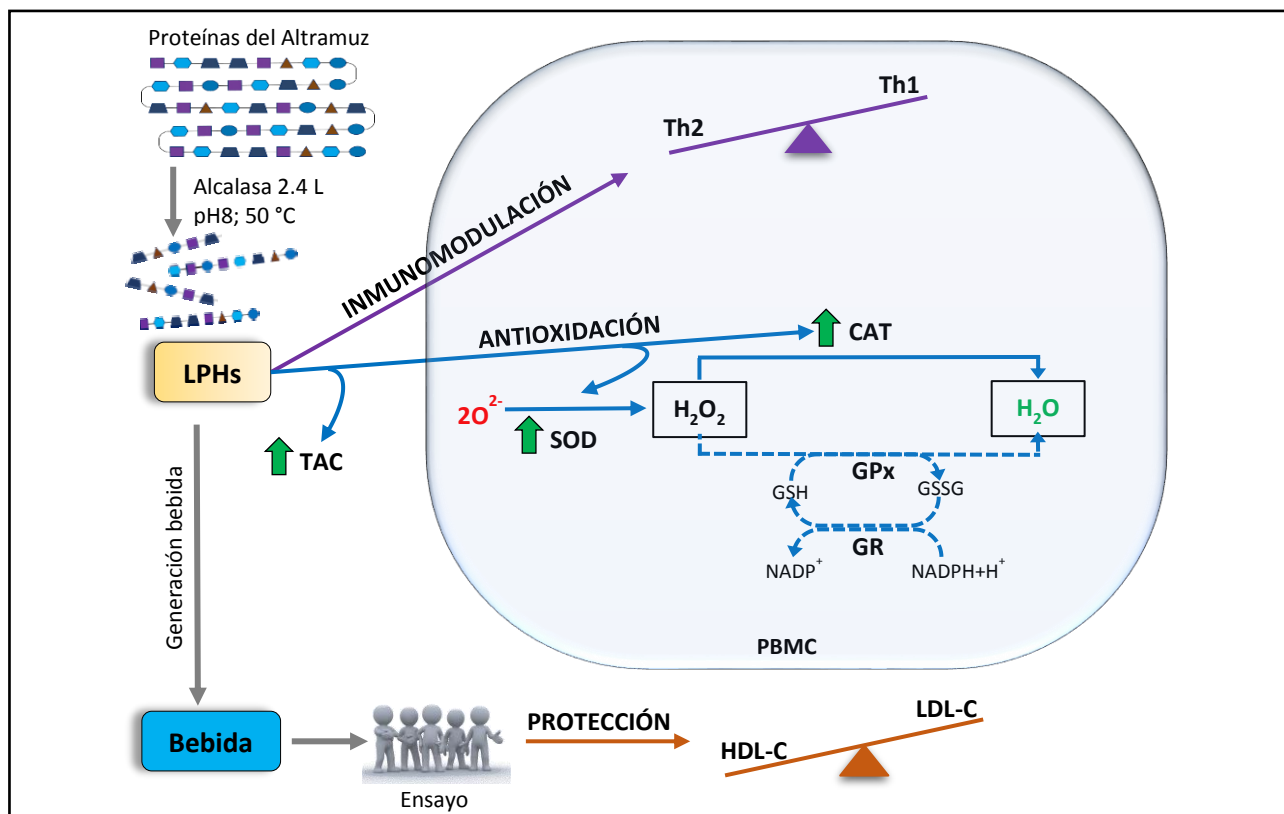 Proteínas del Altramuz
Alcalasa 2.4 L
pH8; 50 °C
LPHs
INMUNOMODULACIÓN
Th2
Th1
ANTIOXIDACIÓN
CAT
TAC
2O²⁻
SOD
H₂O₂
H₂O
GPx
GSH
GSSG
GR
NADP⁺
NADPH+H⁺
PBMC
Generación bebida
Bebida
Ensayo
PROTECCIÓN
HDL-C
LDL-C